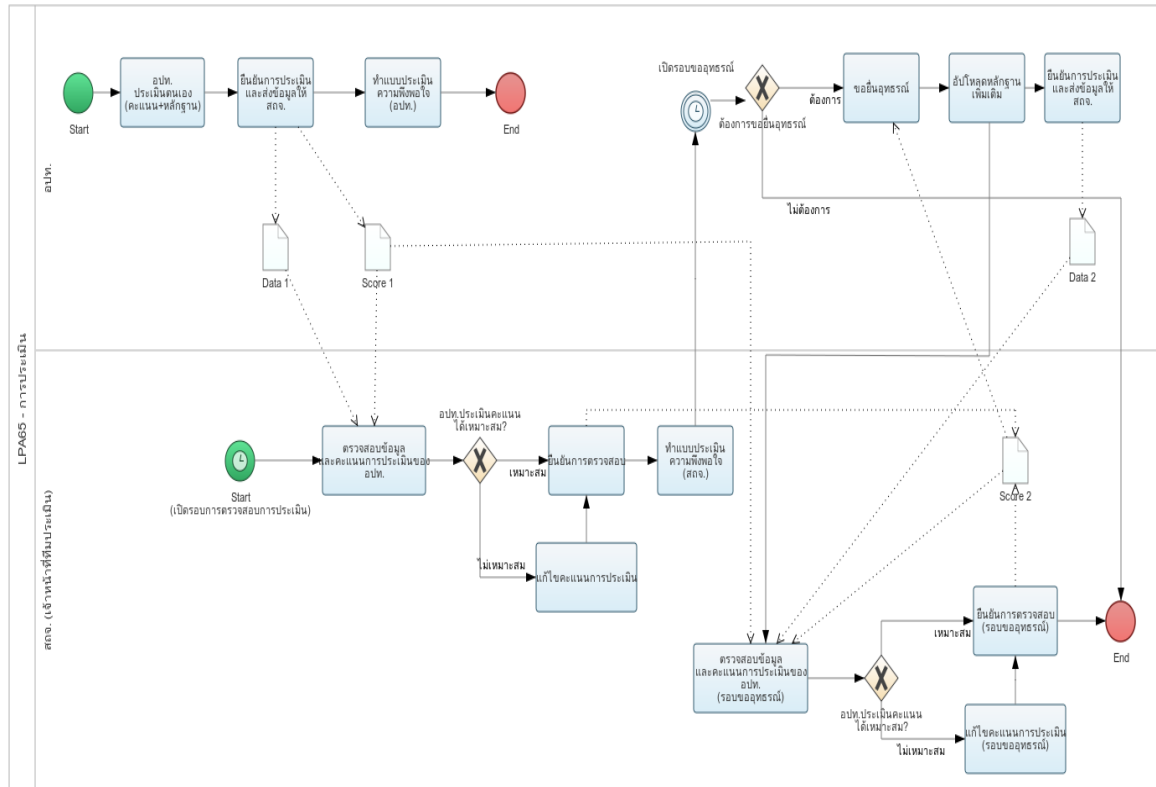 LPA65 - การประเมิน
อปท.
Start
อปท.
ประเมินตนเอง
(คะแนน+หลักฐาน)
ยืนยันการประเมิน
และส่งข้อมูลให้
สถจ.
ทำแบบประเมิน
ความพึงพอใจ
(อปท.)
End
เปิดรอบขออุทธรณ์
ต้องการขอยื่นอุทธรณ์
ต้องการ
ไม่ต้องการ
ขอยื่นอุทธรณ์
อัปโหลดหลักฐาน
เพิ่มเติม
ยืนยันการประเมิน
และส่งข้อมูลให้
สถจ.
Data 1
Score 1
Data 2
สถจ. (เจ้าหน้าที่ทีมประเมิน)
Start
(เปิดรอบการตรวจสอบการประเมิน)
ตรวจสอบข้อมูล
และคะแนนการประเมินของ
อปท.
อปท.ประเมินคะแนน
ได้เหมาะสม?
เหมาะสม
ไม่เหมาะสม
ยืนยันการตรวจสอบ
ทำแบบประเมิน
ความพึงพอใจ
(สถจ.)
แก้ไขคะแนนการประเมิน
Score 2
ตรวจสอบข้อมูล
และคะแนนการประเมินของ
อปท.
(รอบขออุทธรณ์)
อปท.ประเมินคะแนน
ได้เหมาะสม?
เหมาะสม
ไม่เหมาะสม
ยืนยันการตรวจสอบ
(รอบขออุทธรณ์)
แก้ไขคะแนนการประเมิน
(รอบขออุทธรณ์)
End